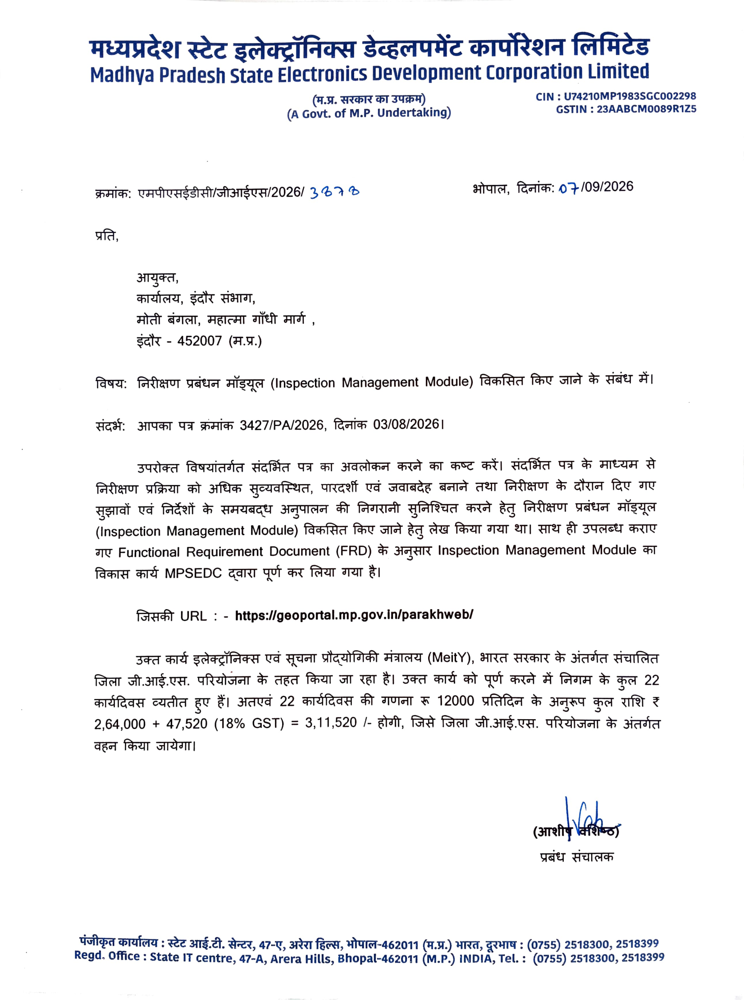 मध्यप्रदेश स्टेट इलेक्ट्रॉनिक्स डेव्हलपमेंट कार्पोरेशन लिमिटेड
Madhya Pradesh State Electronics Development Corporation Limited
(म.प्र. सरकार का उपक्रम)
(A Govt. of M.P. Undertaking)
CIN : U74210MP1983SGC002298
GSTIN : 23AABCM0089R1Z5
क्रमांक: एमपीएसईडीसी/जीआईएस/2026/
भोपाल, दिनांक: 07/09/2026
प्रति,
आयुक्त,
कार्यालय, इंदौर संभाग,
मोती बंगला, महात्मा गाँधी मार्ग ,
इंदौर - 452007 (म.प्र.)
विषय: निरीक्षण प्रबंधन मॉड्यूल (Inspection Management Module) विकसित किए जाने के संबंध में।
संदर्भ: आपका पत्र क्रमांक 3427/PA/2026, दिनांक 03/08/2026।
उपरोक्त विषयांतर्गत संदर्भित पत्र का अवलोकन करने का कष्ट करें। संदर्भित पत्र के माध्यम से
निरीक्षण प्रक्रिया को अधिक सुव्यवस्थित, पारदर्शी एवं जवाबदेह बनाने तथा निरीक्षण के दौरान दिए गए
सुझावों एवं निर्देशों के समयबद्ध अनुपालन की निगरानी सुनिश्चित करने हेतु निरीक्षण प्रबंधन मॉड्यूल
(Inspection Management Module) विकसित किए जाने हेतु लेख किया गया था। साथ ही उपलब्ध कराए
गए Functional Requirement Document (FRD) के अनुसार Inspection Management Module का
विकास कार्य MPSEDC द्वारा पूर्ण कर लिया गया है।
जिसकी URL : - https://geoportal.mp.gov.in/parakhweb/
उक्त कार्य इलेक्ट्रॉनिक्स एवं सूचना प्रौद्योगिकी मंत्रालय (MeitY), भारत सरकार के अंतर्गत संचालित
जिला जी.आई.एस. परियोजना के तहत किया जा रहा है। उक्त कार्य को पूर्ण करने में निगम के कुल 22
कार्यदिवस व्यतीत हुए हैं। अतएवं 22 कार्यदिवस की गणना रू 12000 प्रतिदिन के अनुरूप कुल राशि ₹
2,64,000 + 47,520 (18% GST) = 3,11,520 /- होगी, जिसे जिला जी.आई.एस. परियोजना के अंतर्गत
वहन किया जायेगा।
(आशीष वशिष्ठ)
प्रबंध संचालक
पंजीकृत कार्यालय : स्टेट आई.टी. सेन्टर, 47-ए, अरेरा हिल्स, भोपाल-462011 (म.प्र.) भारत, दूरभाष : (0755) 2518300, 2518399
Regd. Office : State IT centre, 47-A, Arera Hills, Bhopal-462011 (M.P.) INDIA, Tel. : (0755) 2518300, 2518399